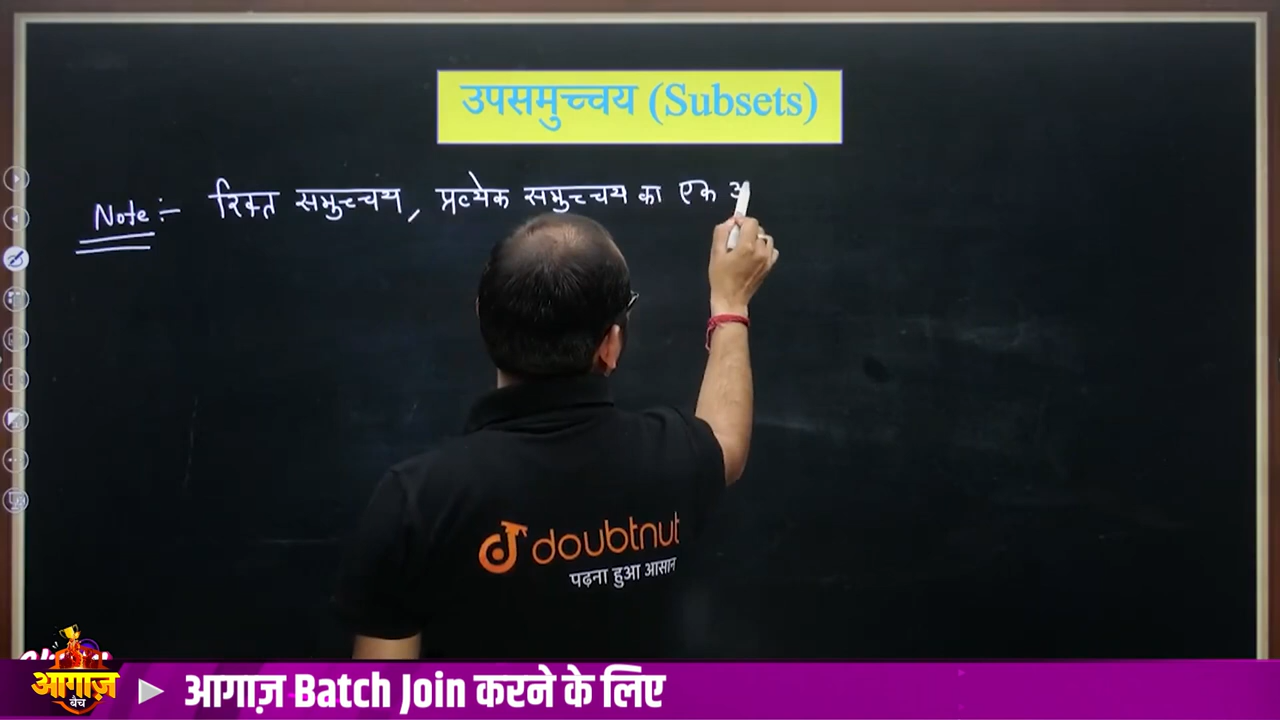 उपसमुच्चय (Subsets)
Note :- रिक्त समुच्चय, प्रत्येक समुच्चय का एक
doubtnut
पढ़ना हुआ आसान
आगाज़
बैच
आगाज़ Batch Join करने के लिए